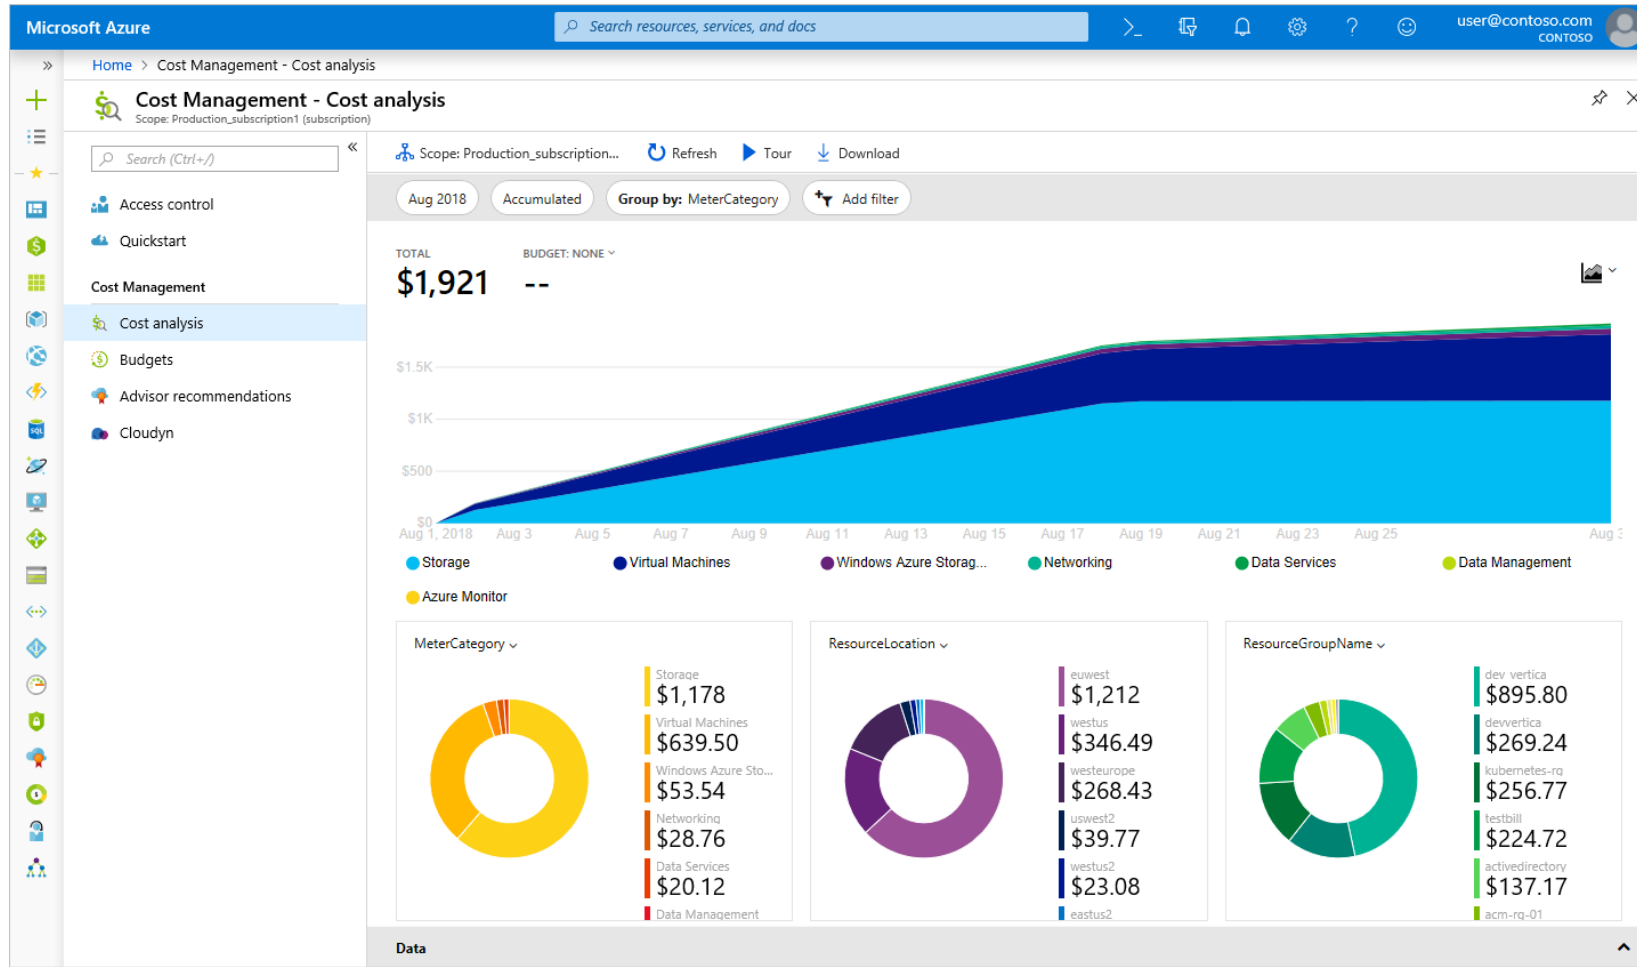 Microsoft Azure
Search resources, services, and docs
user@contoso.com
CONTOSO
Home > Cost Management - Cost analysis
Cost Management - Cost analysis
Scope: Production_subscription1 (subscription)
Search (Ctrl+/)
Access control
Quickstart
Cost Management
Cost analysis
Budgets
Advisor recommendations
Cloudyn
Scope: Production_subscription...
Refresh
Tour
Download
Aug 2018
Accumulated
Group by: MeterCategory
Add filter
TOTAL
$1,921
BUDGET: NONE
--
$1.5K
$1K
$500
$0
Aug 1, 2018 Aug 3 Aug 5 Aug 7 Aug 9 Aug 11 Aug 13 Aug 15 Aug 17 Aug 19 Aug 21 Aug 23 Aug 25 Aug 3
Storage
Virtual Machines
Windows Azure Storag...
Networking
Data Services
Data Management
Azure Monitor
MeterCategory
Storage
$1,178
Virtual Machines
$639.50
Windows Azure Sto...
$53.54
Networking
$28.76
Data Services
$20.12
Data Management
ResourceLocation
euwest
$1,212
westus
$346.49
westeurope
$268.43
uswest2
$39.77
westus2
$23.08
eastus2
ResourceGroupName
dev vertica
$895.80
devvertica
$269.24
kubernetes-rg
$256.77
testbill
$224.72
activedirectory
$137.17
acm-rg-01
Data